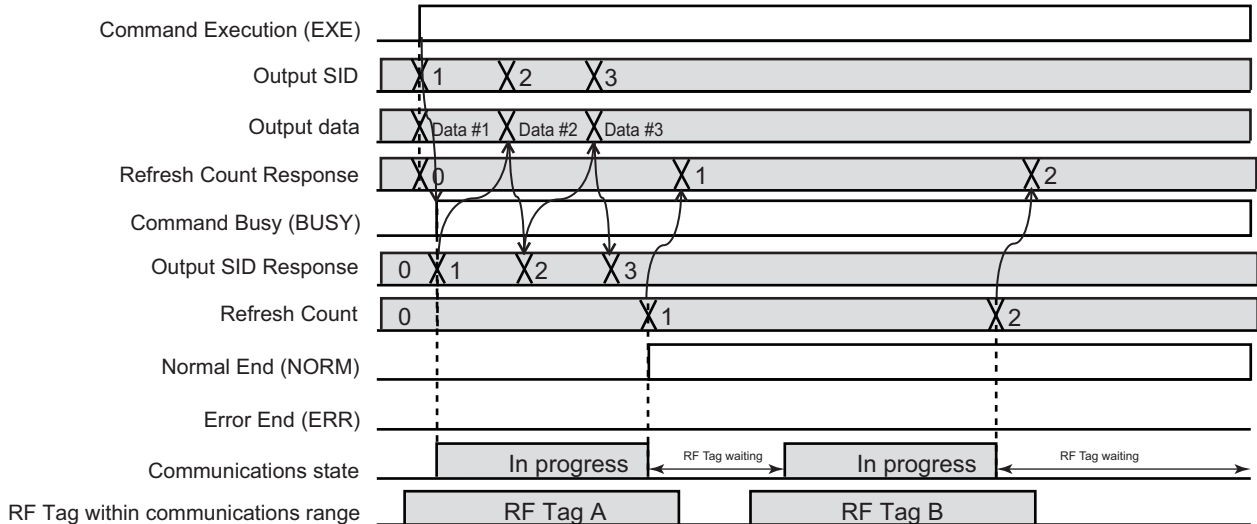 Command Execution (EXE)
Output SID 1 2 3
Output data Data #1 Data #2 Data #3
Refresh Count Response 0 1 2
Command Busy (BUSY)
Output SID Response 0 1 2 3
Refresh Count 0 1 2
Normal End (NORM)
Error End (ERR)
Communications state In progress RF Tag waiting In progress RF Tag waiting
RF Tag within communications range RF Tag A RF Tag B